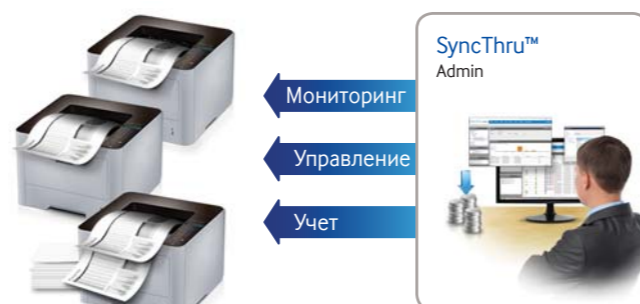 SyncThru™
Admin
Мониторинг
Управление
Учет